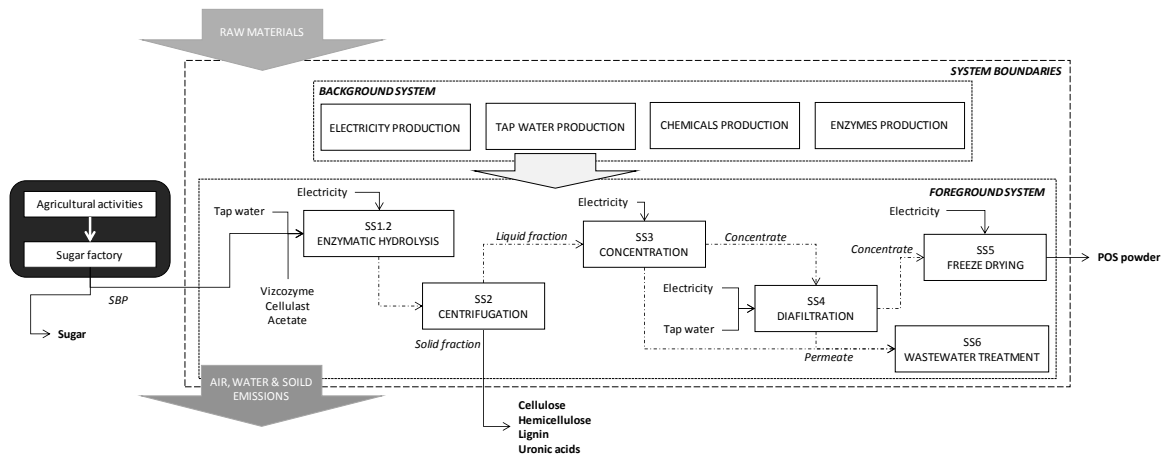 RAW MATERIALS
SYSTEM BOUNDARIES
BACKGROUND SYSTEM
ELECTRICITY PRODUCTION
TAP WATER PRODUCTION
CHEMICALS PRODUCTION
ENZYMES PRODUCTION
FOREGROUND SYSTEM
Agricultural activities
Sugar factory
SBP
Sugar
Electricity
Tap water
SS1.2
ENZYMATIC HYDROLYSIS
Vizcozyme
Cellulast
Acetate
Liquid fraction
SS2
CENTRIFUGATION
Solid fraction
Electricity
SS3
CONCENTRATION
Concentrate
Electricity
Tap water
SS4
DIAFILTRATION
Permeate
Concentrate
Electricity
SS5
FREEZE DRYING
POS powder
SS6
WASTEWATER TREATMENT
AIR, WATER & SOILD
EMISSIONS
Cellulose
Hemicellulose
Lignin
Uronic acids